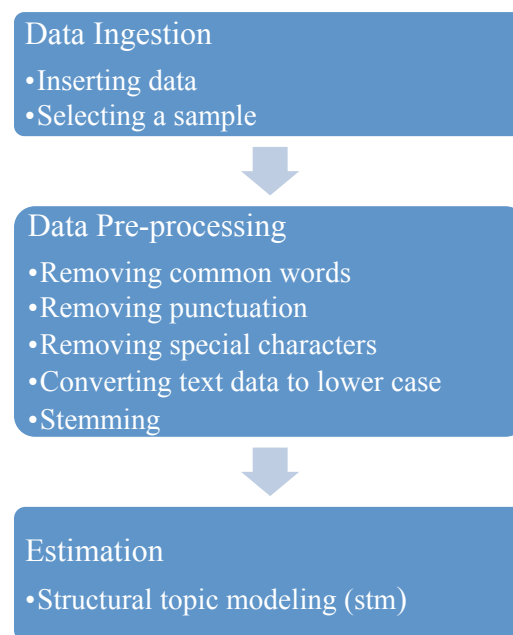 Data Ingestion
•Inserting data
•Selecting a sample
Data Pre-processing
•Removing common words
•Removing punctuation
•Removing special characters
•Converting text data to lower case
•Stemming
Estimation
•Structural topic modeling (stm)